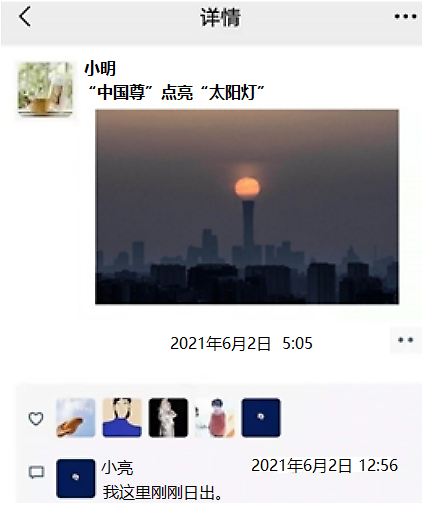 详情
小明
“中国尊”点亮“太阳灯”
2021年6月2日 5:05
小亮
2021年6月2日 12:56
我这里刚刚日出。